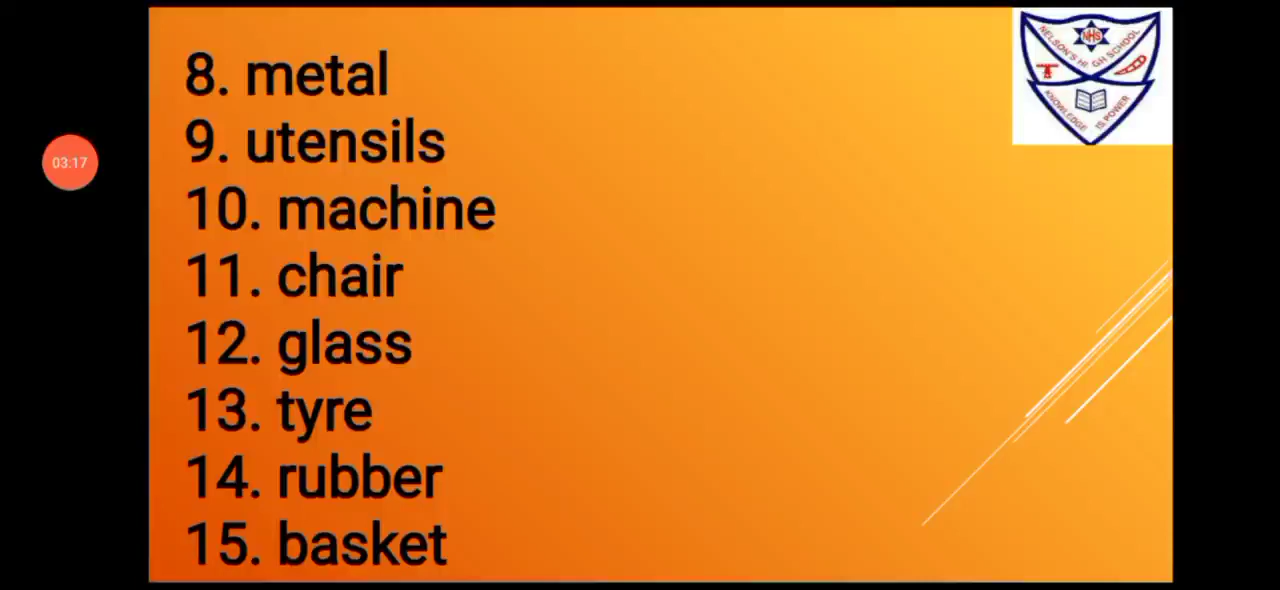 8. metal
9. utensils
10. machine
11. chair
12. glass
13. tyre
14. rubber
15. basket
03:17
NELSON'S HIGH SCHOOL
NHS
KNOWLEDGE IS POWER